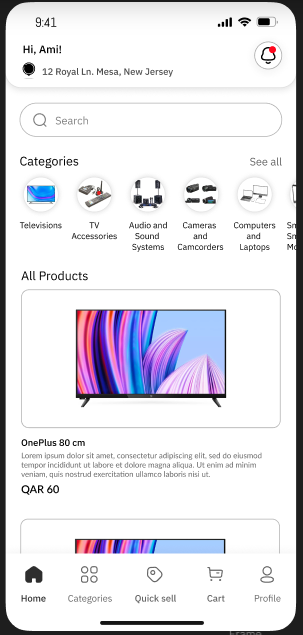 9:41
Hi, Ami!
12 Royal Ln. Mesa, New Jersey
Search
Categories
See all
Televisions
TV
Accessories
Audio and
Sound
Systems
Cameras
and
Camcorders
Computers
and
Laptops
All Products
OnePlus 80 cm
Lorem ipsum dolor sit amet, consectetur adipiscing elit, sed do eiusmod
tempor incididunt ut labore et dolore magna aliqua. Ut enim ad minim
veniam, quis nostrud exercitation ullamco laboris nisi ut.
QAR 60
Home
Categories
Quick sell
Cart
Profile